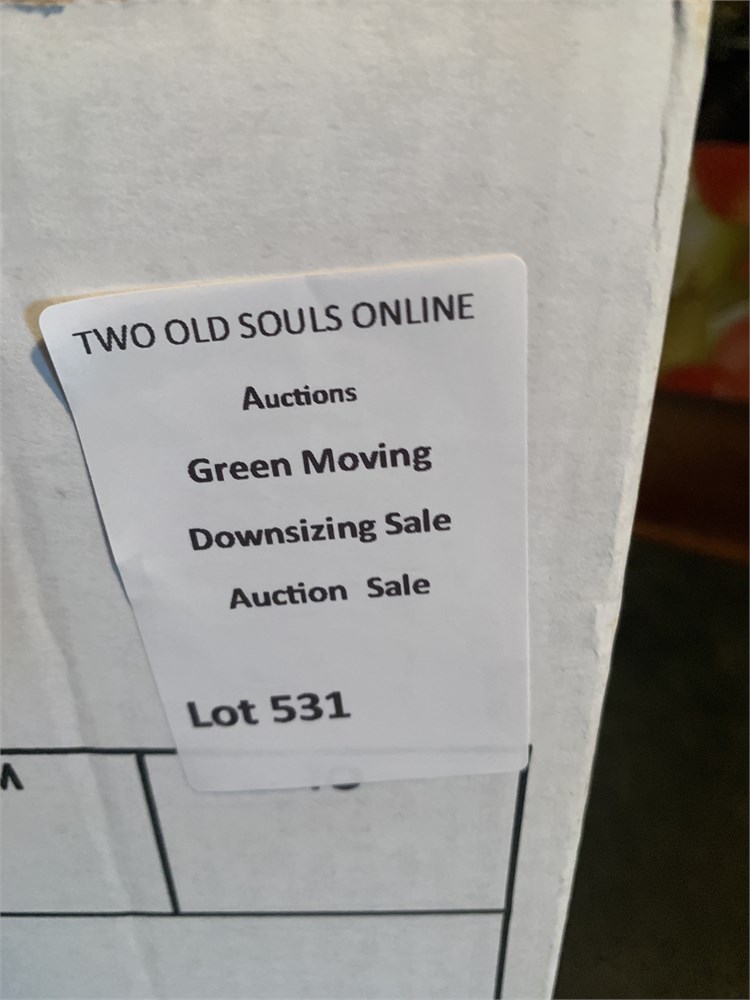 TWO OLD SOULS ONLINE
Auctions
Green Moving
Downsizing Sale
Auction Sale
Lot 531